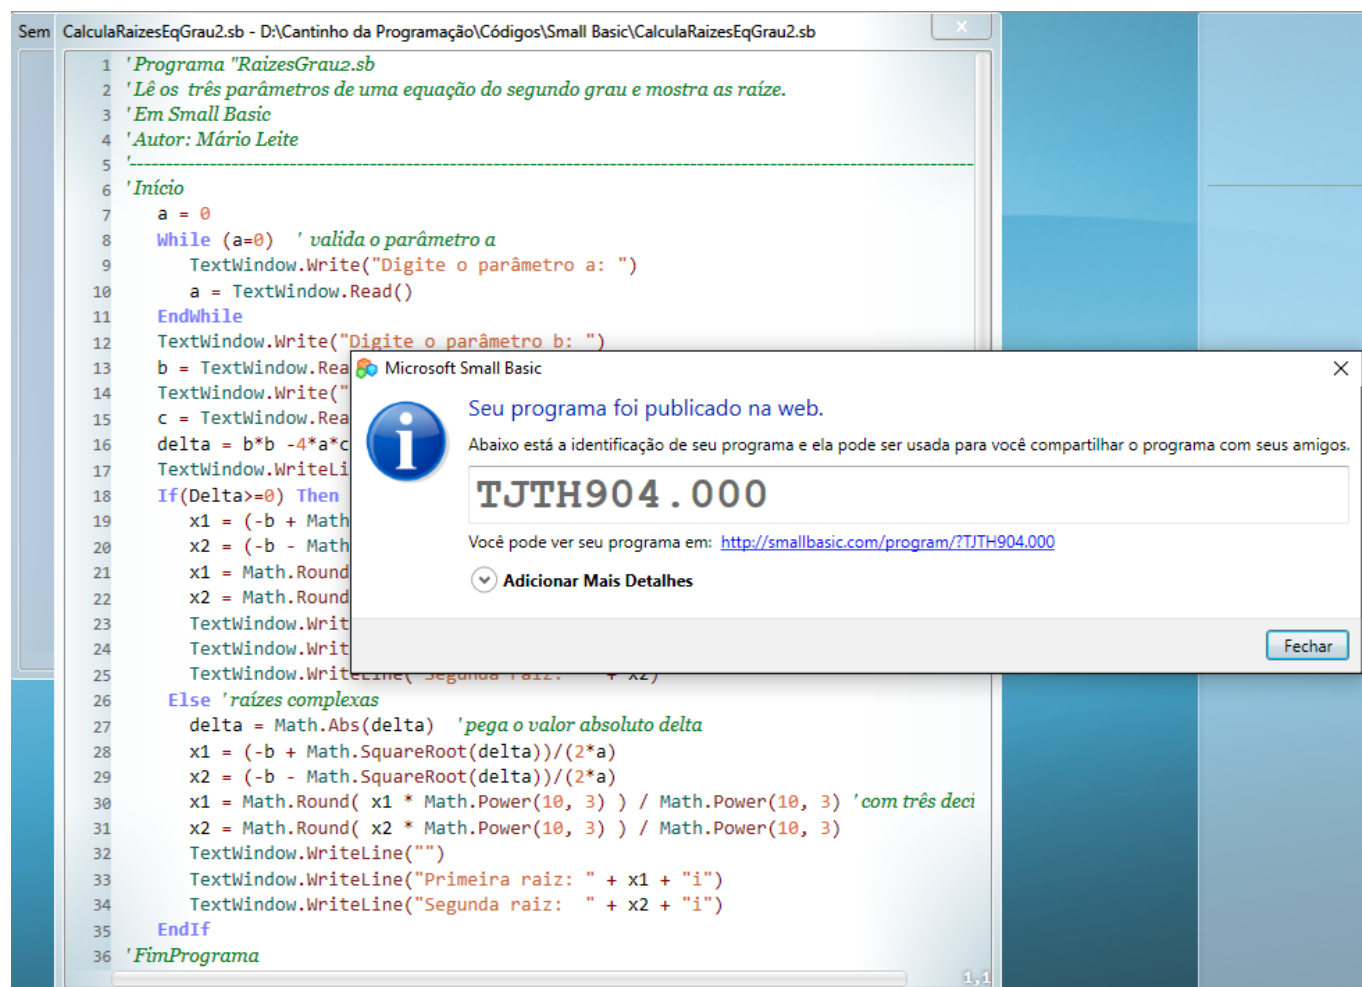 Sem
CalculaRaizesEqGrau2.sb - D:\Cantinho da Programação\Códigos\Small Basic\CalculaRaizesEqGrau2.sb
x
1 ' Programa "RaizesGrau2.sb
2 ' Lê os  três parâmetros de uma equação do segundo grau e mostra as raíze.
3 ' Em Small Basic
4 ' Autor: Mário Leite
5 '------------------------------------------------------------
6 ' Início
7 a = 0
8 While (a=0)  ' valida o parâmetro a
9 TextWindow.Write("Digite o parâmetro a: ")
10 a = TextWindow.Read()
11 EndWhile
12 TextWindow.Write("Digite o parâmetro b: ")
13 b = TextWindow.Rea
14 TextWindow.Write("
15 c = TextWindow.Rea
16 delta = b*b -4*a*c
17 TextWindow.WriteLi
18 If(Delta>=0) Then
19 x1 = (-b + Math
20 x2 = (-b - Math
21 x1 = Math.Round
22 x2 = Math.Round
23 TextWindow.Writ
24 TextWindow.Writ
25 TextWindow.WriteLine("Segunda raiz:  " + x2)
26 Else ' raízes complexas
27 delta = Math.Abs(delta)  ' pega o valor absoluto delta
28 x1 = (-b + Math.SquareRoot(delta))/(2*a)
29 x2 = (-b - Math.SquareRoot(delta))/(2*a)
30 x1 = Math.Round( x1 * Math.Power(10, 3) ) / Math.Power(10, 3) ' com três deci
31 x2 = Math.Round( x2 * Math.Power(10, 3) ) / Math.Power(10, 3)
32 TextWindow.WriteLine("")
33 TextWindow.WriteLine("Primeira raiz: " + x1 + "i")
34 TextWindow.WriteLine("Segunda raiz:  " + x2 + "i")
35 EndIf
36 ' FimPrograma
1,1
Microsoft Small Basic
Seu programa foi publicado na web.
Abaixo está a identificação de seu programa e ela pode ser usada para você compartilhar o programa com seus amigos.
TJTH904.000
Você pode ver seu programa em: http://smallbasic.com/program/?TJTH904.000
Adicionar Mais Detalhes
Fechar